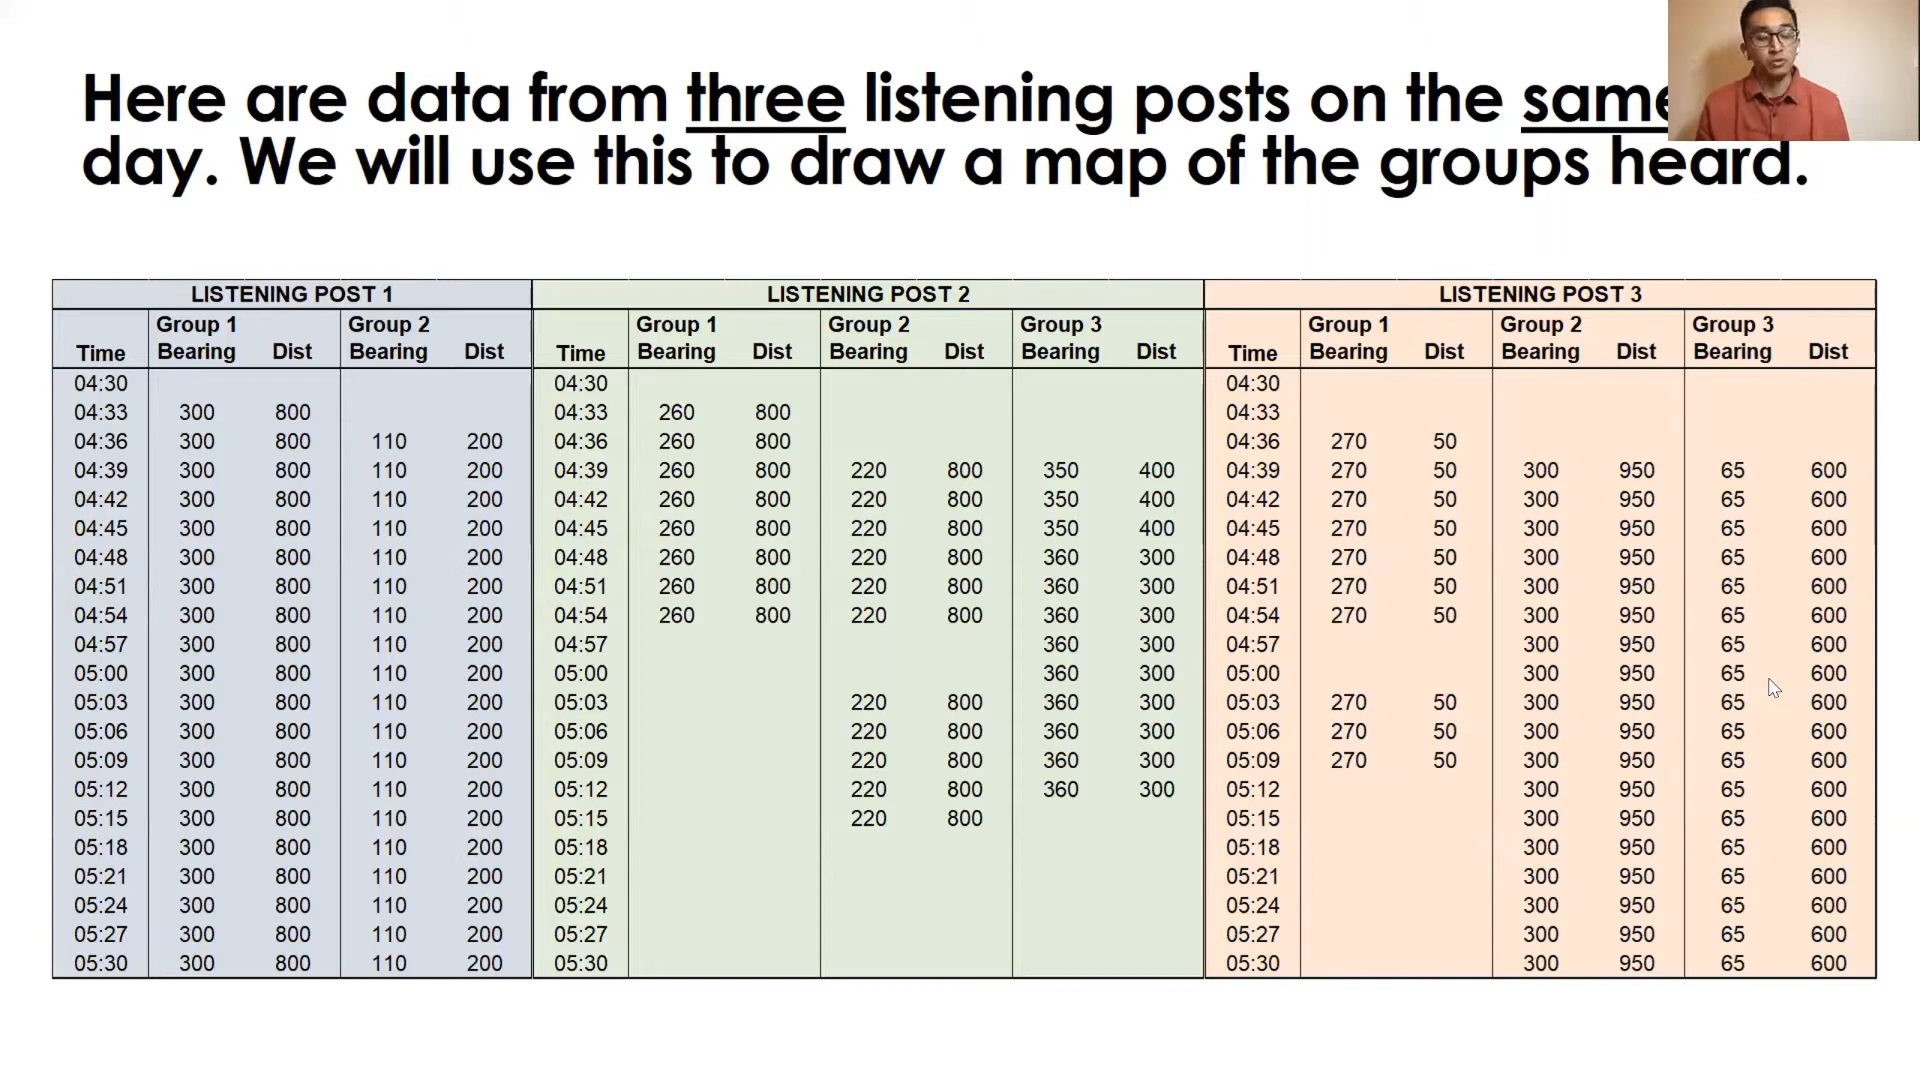 Here are data from three listening posts on the same
day. We will use this to draw a map of the groups heard.
LISTENING POST 1 LISTENING POST 2 LISTENING POST 3
Group 1 Group 2 Group 1 Group 2 Group 3 Group 1 Group 2 Group 3
Time Bearing Dist Bearing Dist Time Bearing Dist Bearing Dist Bearing Dist Time Bearing Dist Bearing Dist Bearing Dist
04:30 04:30 04:30
04:33 300 800 04:33 260 800 04:33
04:36 300 800 110 200 04:36 260 800 04:36 270 50
04:39 300 800 110 200 04:39 260 800 220 800 350 400 04:39 270 50 300 950 65 600
04:42 300 800 110 200 04:42 260 800 220 800 350 400 04:42 270 50 300 950 65 600
04:45 300 800 110 200 04:45 260 800 220 800 350 400 04:45 270 50 300 950 65 600
04:48 300 800 110 200 04:48 260 800 220 800 360 300 04:48 270 50 300 950 65 600
04:51 300 800 110 200 04:51 260 800 220 800 360 300 04:51 270 50 300 950 65 600
04:54 300 800 110 200 04:54 260 800 220 800 360 300 04:54 270 50 300 950 65 600
04:57 300 800 110 200 04:57 360 300 04:57 300 950 65 600
05:00 300 800 110 200 05:00 360 300 05:00 300 950 65 600
05:03 300 800 110 200 05:03 220 800 360 300 05:03 270 50 300 950 65 600
05:06 300 800 110 200 05:06 220 800 360 300 05:06 270 50 300 950 65 600
05:09 300 800 110 200 05:09 220 800 360 300 05:09 270 50 300 950 65 600
05:12 300 800 110 200 05:12 220 800 360 300 05:12 300 950 65 600
05:15 300 800 110 200 05:15 220 800 05:15 300 950 65 600
05:18 300 800 110 200 05:18 05:18 300 950 65 600
05:21 300 800 110 200 05:21 05:21 300 950 65 600
05:24 300 800 110 200 05:24 05:24 300 950 65 600
05:27 300 800 110 200 05:27 05:27 300 950 65 600
05:30 300 800 110 200 05:30 05:30 300 950 65 600